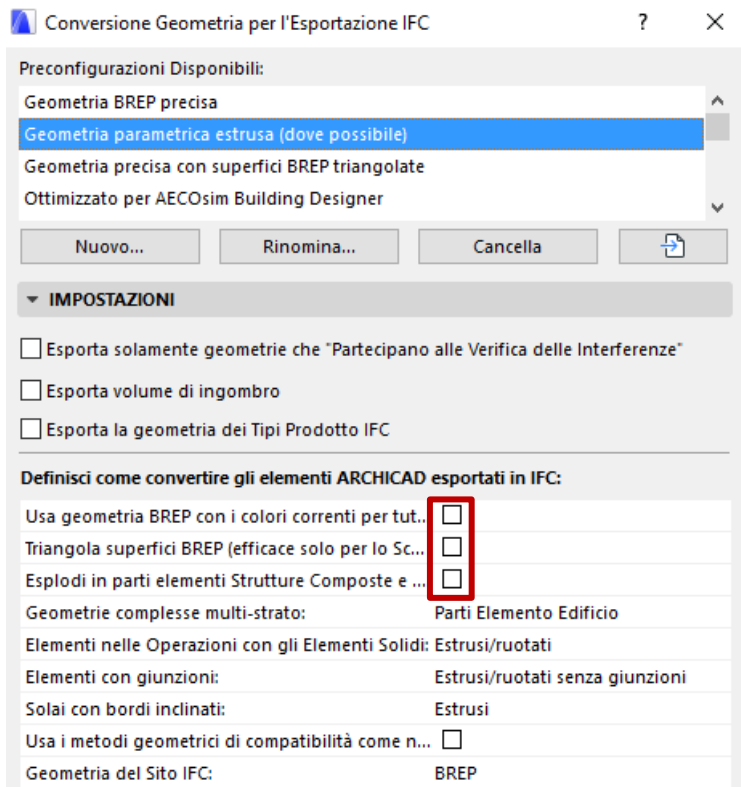 Conversione Geometria per l'Esportazione IFC ? ×
Preconfigurazioni Disponibili:
Geometria BREP precisa
Geometria parametrica estrusa (dove possibile)
Geometria precisa con superfici BREP triangolate
Ottimizzato per AECOsim Building Designer
Nuovo... Rinomina... Cancella
IMPOSTAZIONI
Esporta solamente geometrie che "Partecipano alle Verifica delle Interferenze"
Esporta volume di ingombro
Esporta la geometria dei Tipi Prodotto IFC
Definisci come convertire gli elementi ARCHICAD esportati in IFC:
Usa geometria BREP con i colori correnti per tut...
Triangola superfici BREP (efficace solo per lo Sc...
Esplodi in parti elementi Strutture Composte e ...
Geometrie complesse multi-strato: Parti Elemento Edificio
Elementi nelle Operazioni con gli Elementi Solidi: Estrusi/ruotati
Elementi con giunzioni: Estrusi/ruotati senza giunzioni
Solai con bordi inclinati: Estrusi
Usa i metodi geometrici di compatibilità come n...
Geometria del Sito IFC: BREP